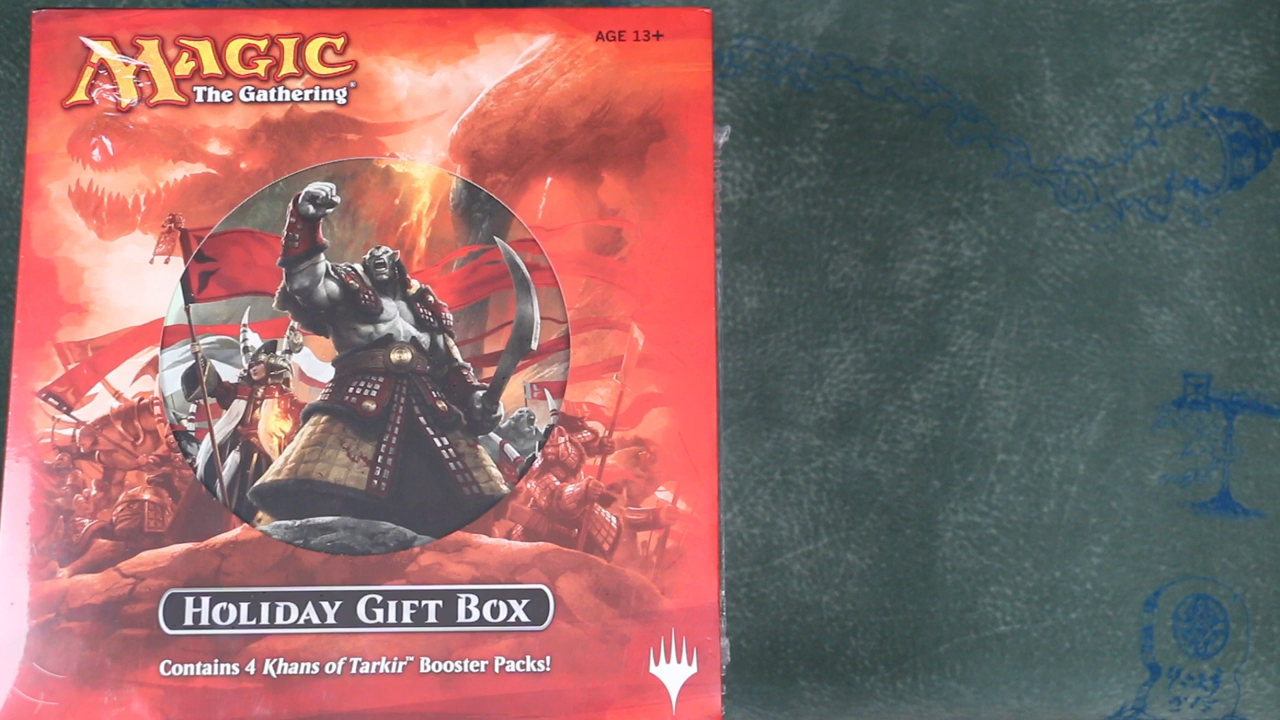 AGE 13+
MAGIC
The Gathering®
HOLIDAY GIFT BOX
Contains 4 Khans of Tarkir™ Booster Packs!